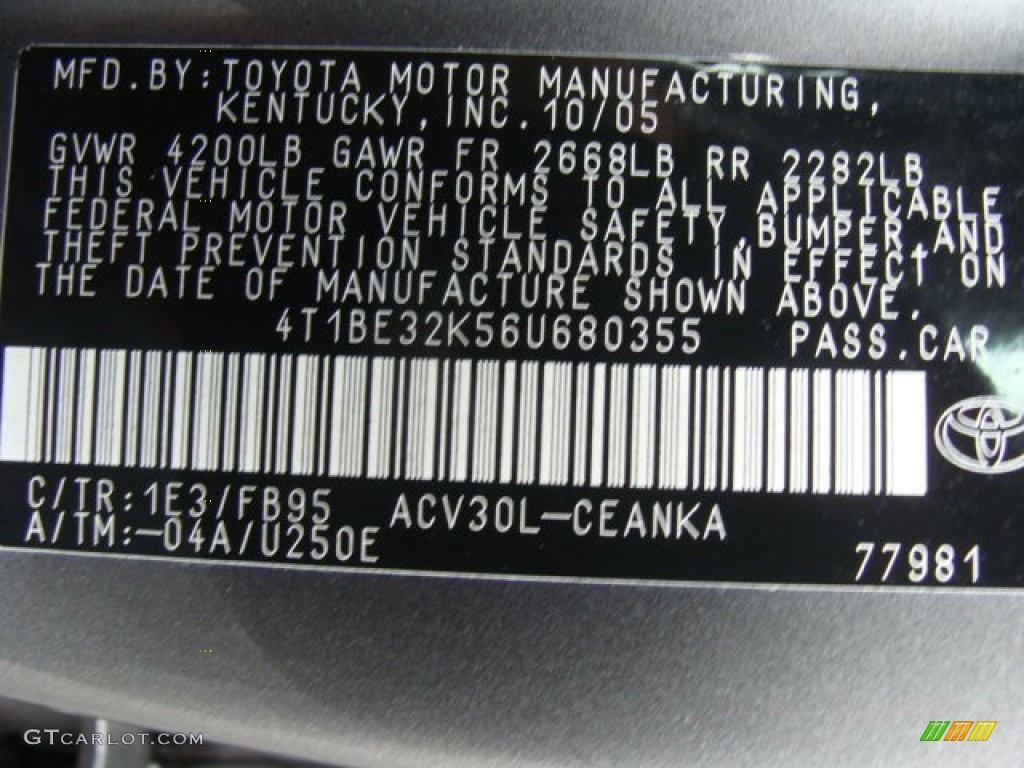 MFD.BY:TOYOTA MOTOR MANUFACTURING,
KENTUCKY, INC. 10/05
GVWR 4200LB GAWR FR 2668LB RR 2282LB
THIS VEHICLE CONFORMS TO ALL APPLICABLE
FEDERAL MOTOR VEHICLE SAFETY,BUMPER,AND
THEFT PREVENTION STANDARDS IN EFFECT ON
THE DATE OF MANUFACTURE SHOWN ABOVE.
4T1BE32K56U680355 PASS.CAR
C/TR:1E3/FB95 ACV30L-CEANKA
A/TM:-04A/U250E
77981
GTCARLOT.COM